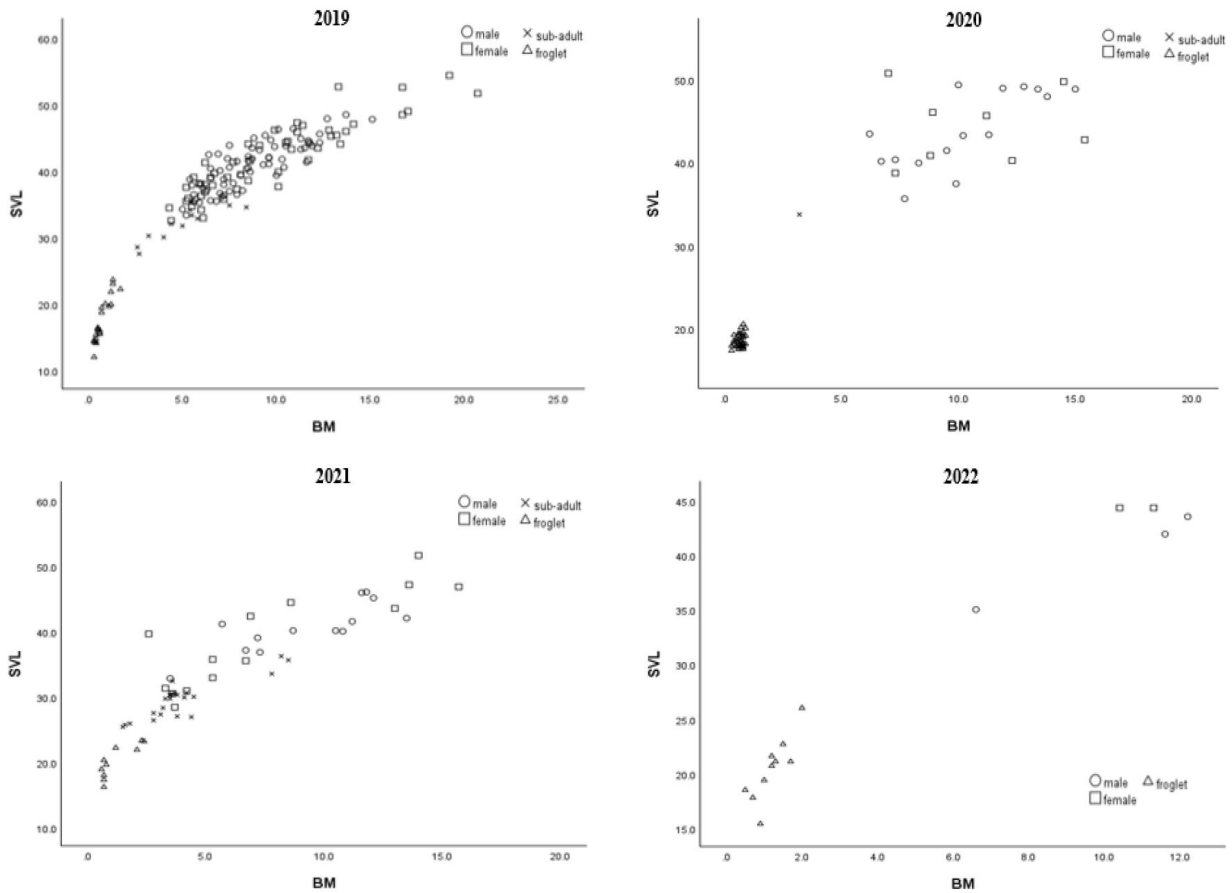 2019
male sub-adult
female froglet
60.0
50.0
40.0
30.0
20.0
10.0
SVL
.0 5.0 10.0 15.0 20.0 25.0
BM
2020
male sub-adult
female froglet
50.0
40.0
30.0
20.0
SVL
.0 5.0 10.0 15.0 20.0
BM
2021
male sub-adult
female froglet
60.0
50.0
40.0
30.0
20.0
10.0
SVL
.0 5.0 10.0 15.0 20.0
BM
2022
45.0
40.0
35.0
30.0
25.0
20.0
15.0
SVL
male froglet
female
.0 2.0 4.0 6.0 8.0 10.0 12.0
BM